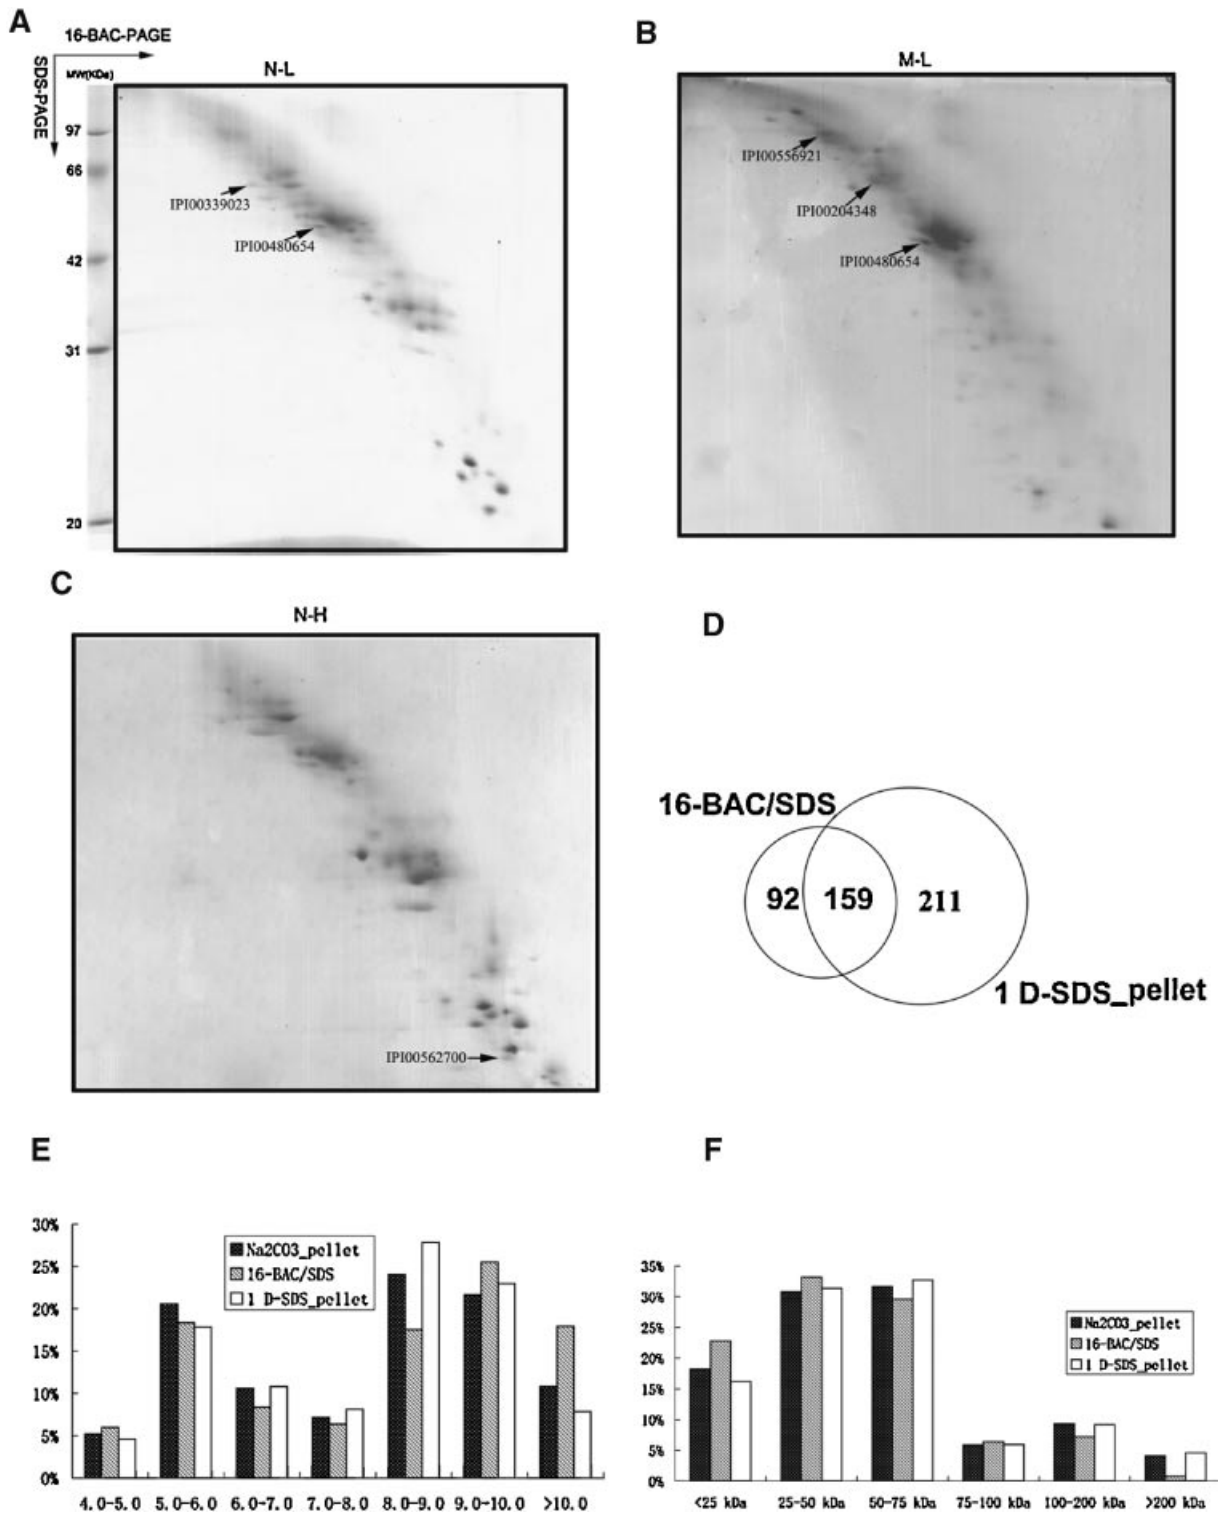 A
16-BAC-PAGE
SDS-PAGE
MW(KDa)
N-L
97
66
42
31
20
IPI00339023
IPI00480654
B
M-L
IPI00556921
IPI00204348
IPI00480654
C
N-H
IPI00562700
D
16-BAC/SDS
92 159 211
1 D-SDS_pellet
E
30%
25%
20%
15%
10%
5%
0%
Na2CO3_pellet
16-BAC/SDS
1 D-SDS_pellet
4.0-5.0 5.0-6.0 6.0-7.0 7.0-8.0 8.0-9.0 9.0-10.0 >10.0
F
35%
30%
25%
20%
15%
10%
5%
0%
Na2CO3_pellet
16-BAC/SDS
1 D-SDS_pellet
<25 kDa 25-50 kDa 50-75 kDa 75-100 kDa 100-200 kDa >200 kDa